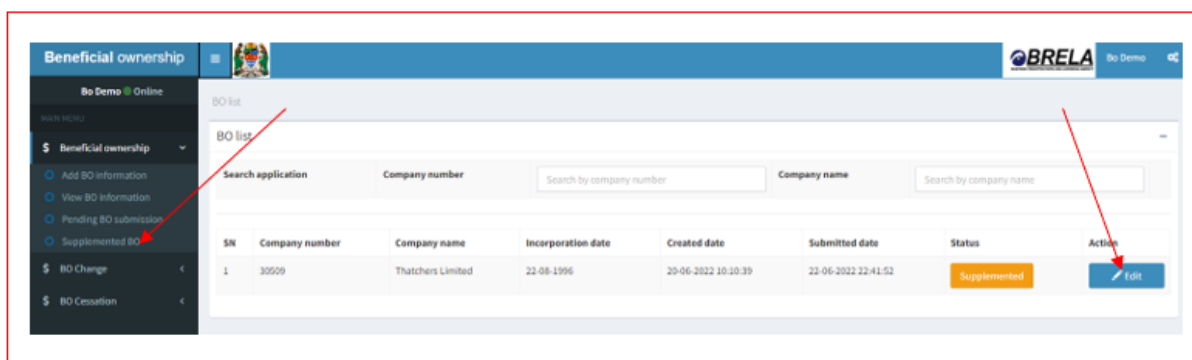 Beneficial ownership
BRELA
Bo Demo
Bo Demo Online
MAIN MENU
$ Beneficial ownership
Add BO information
View BO information
Pending BO submission
Supplemented BO
$ BO Change
$ BO Cessation
BO list
BO list
Search application Company number Search by company number Company name Search by company name
SN Company number Company name Incorporation date Created date Submitted date Status Action
1 30509 Thatchers Limited 22-08-1996 20-06-2022 10:10:39 22-06-2022 22:41:52 Supplemented Edit